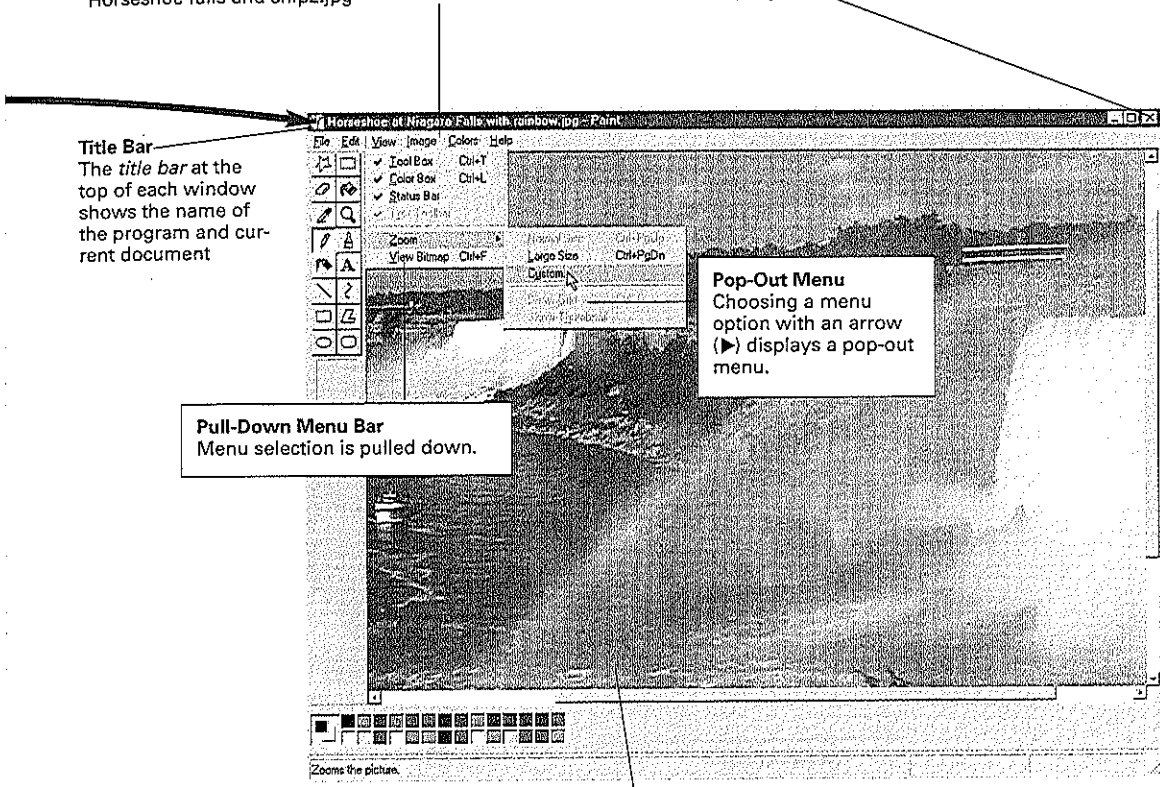 Horseshoe falls and ship2.jpg
Horseshoe at Niagara Falls with rainbow.jpg - Paint
Title Bar
The title bar at the
top of each window
shows the name of
the program and cur-
rent document
File Edit View Image Colors Help
Tool Box Ctrl+T
Color Box Ctrl+L
Status Bar
Zoom
View Bitmap Ctrl+F
Large Size Ctrl+PgDn
Custom...
Pop-Out Menu
Choosing a menu
option with an arrow
(▶) displays a pop-out
menu.
Pull-Down Menu Bar
Menu selection is pulled down.
Zooms the picture.